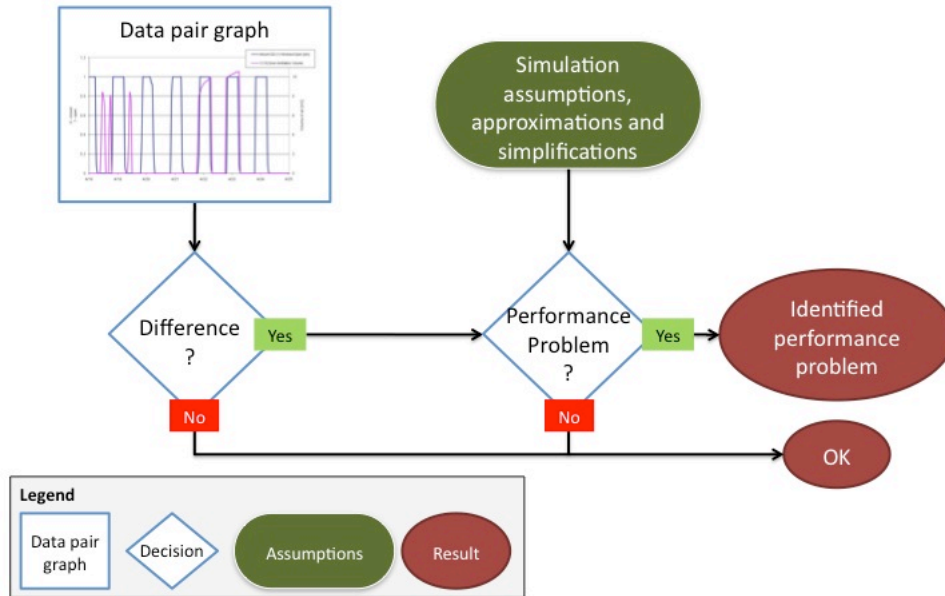 Data pair graph
Simulation
assumptions,
approximations and
simplifications
Difference
?
Yes
Performance
Problem
?
Yes
Identified
performance
problem
No
No
OK
Legend
Data pair
graph
Decision
Assumptions
Result